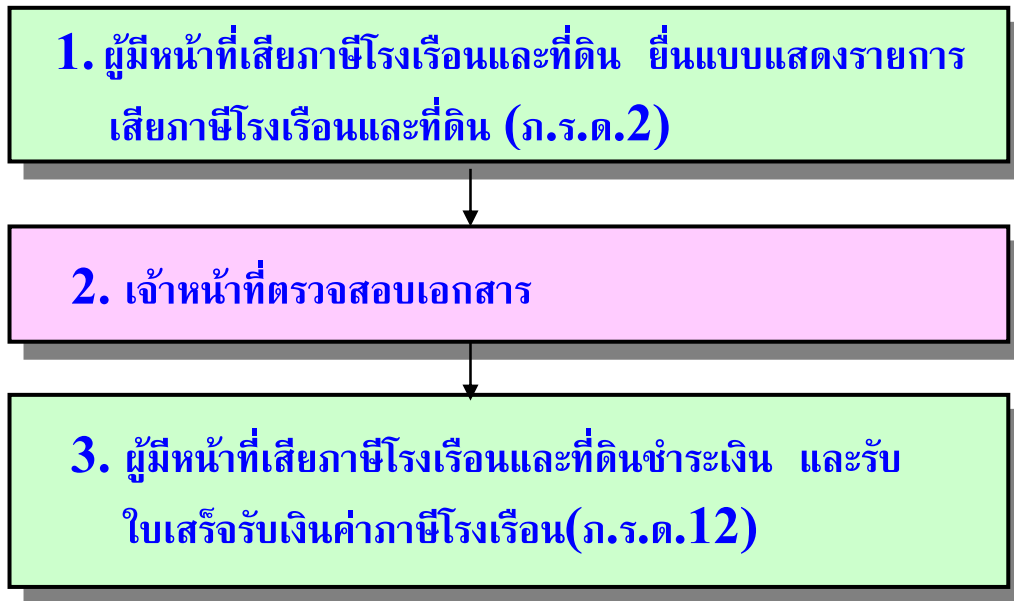 1. ผู้มีหน้าที่เสียภาษีโรงเรือนและที่ดิน ยื่นแบบแสดงรายการ
เสียภาษีโรงเรือนและที่ดิน (ภ.ร.ด.2)
2. เจ้าหน้าที่ตรวจสอบเอกสาร
3. ผู้มีหน้าที่เสียภาษีโรงเรือนและที่ดินชำระเงิน และรับ
ใบเสร็จรับเงินค่าภาษีโรงเรือน(ภ.ร.ด.12)